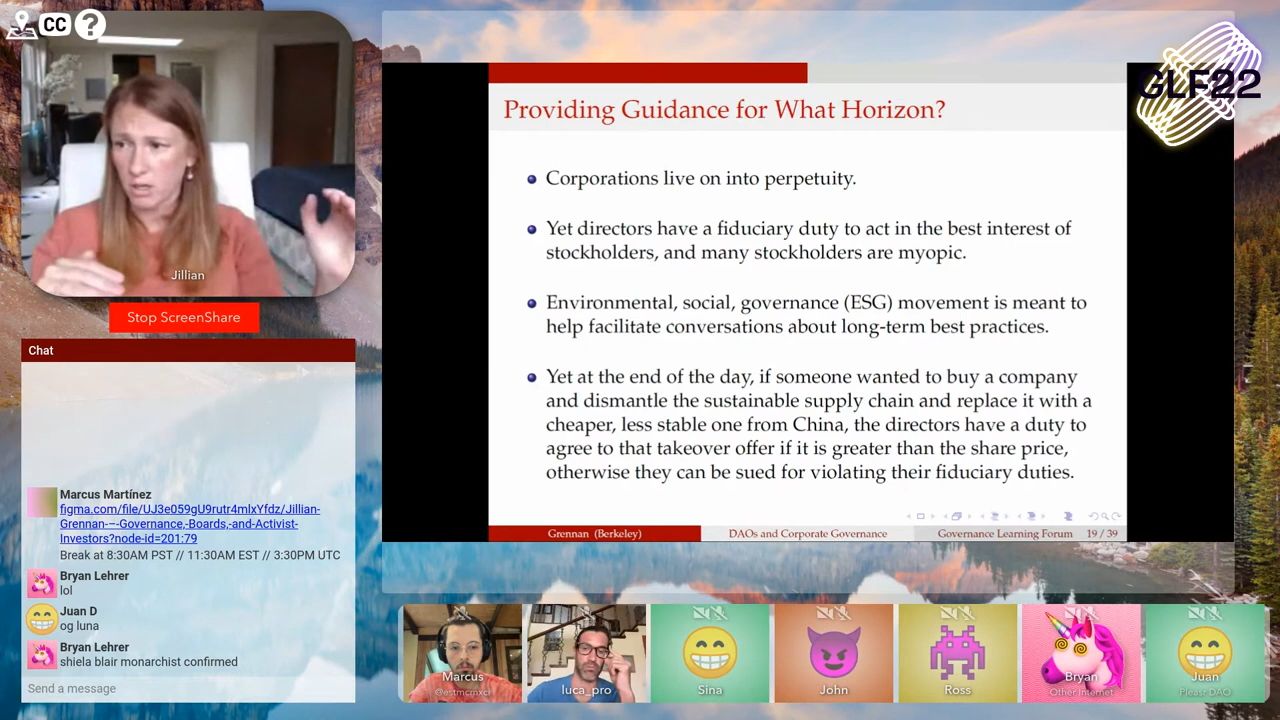 CC
?
Jillian
Stop ScreenShare
Chat
Marcus Martínez
figma.com/file/UJ3e059gU9rutr4mlxYfdz/Jillian-
Grennan-–-Governance,-Boards,-and-Activist-
Investors?node-id=201:79
Break at 8:30AM PST // 11:30AM EST // 3:30PM UTC
Bryan Lehrer
lol
Juan D
og luna
Bryan Lehrer
shiela blair monarchist confirmed
Send a message
GLF22
Providing Guidance for What Horizon?
Corporations live on into perpetuity.
Yet directors have a fiduciary duty to act in the best interest of
stockholders, and many stockholders are myopic.
Environmental, social, governance (ESG) movement is meant to
help facilitate conversations about long-term best practices.
Yet at the end of the day, if someone wanted to buy a company
and dismantle the sustainable supply chain and replace it with a
cheaper, less stable one from China, the directors have a duty to
agree to that takeover offer if it is greater than the share price,
otherwise they can be sued for violating their fiduciary duties.
Grennan (Berkeley) DAOs and Corporate Governance Governance Learning Forum 19 / 39
Marcus
@estmcmxci
luca_pro
Sina
John
Ross
Bryan
Other Internet
Juan
PleasrDAO